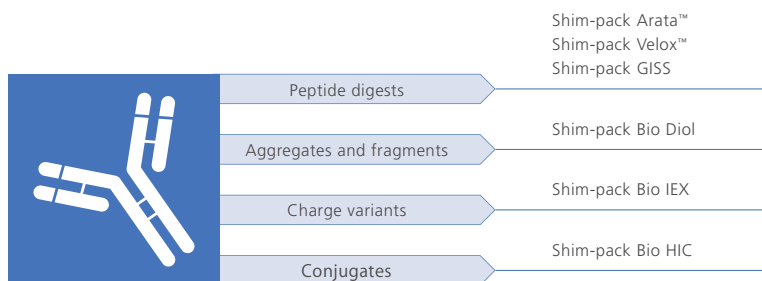 Shim-pack Arata™
Shim-pack Velox™
Shim-pack GISS
Peptide digests
Shim-pack Bio Diol
Aggregates and fragments
Shim-pack Bio IEX
Charge variants
Shim-pack Bio HIC
Conjugates